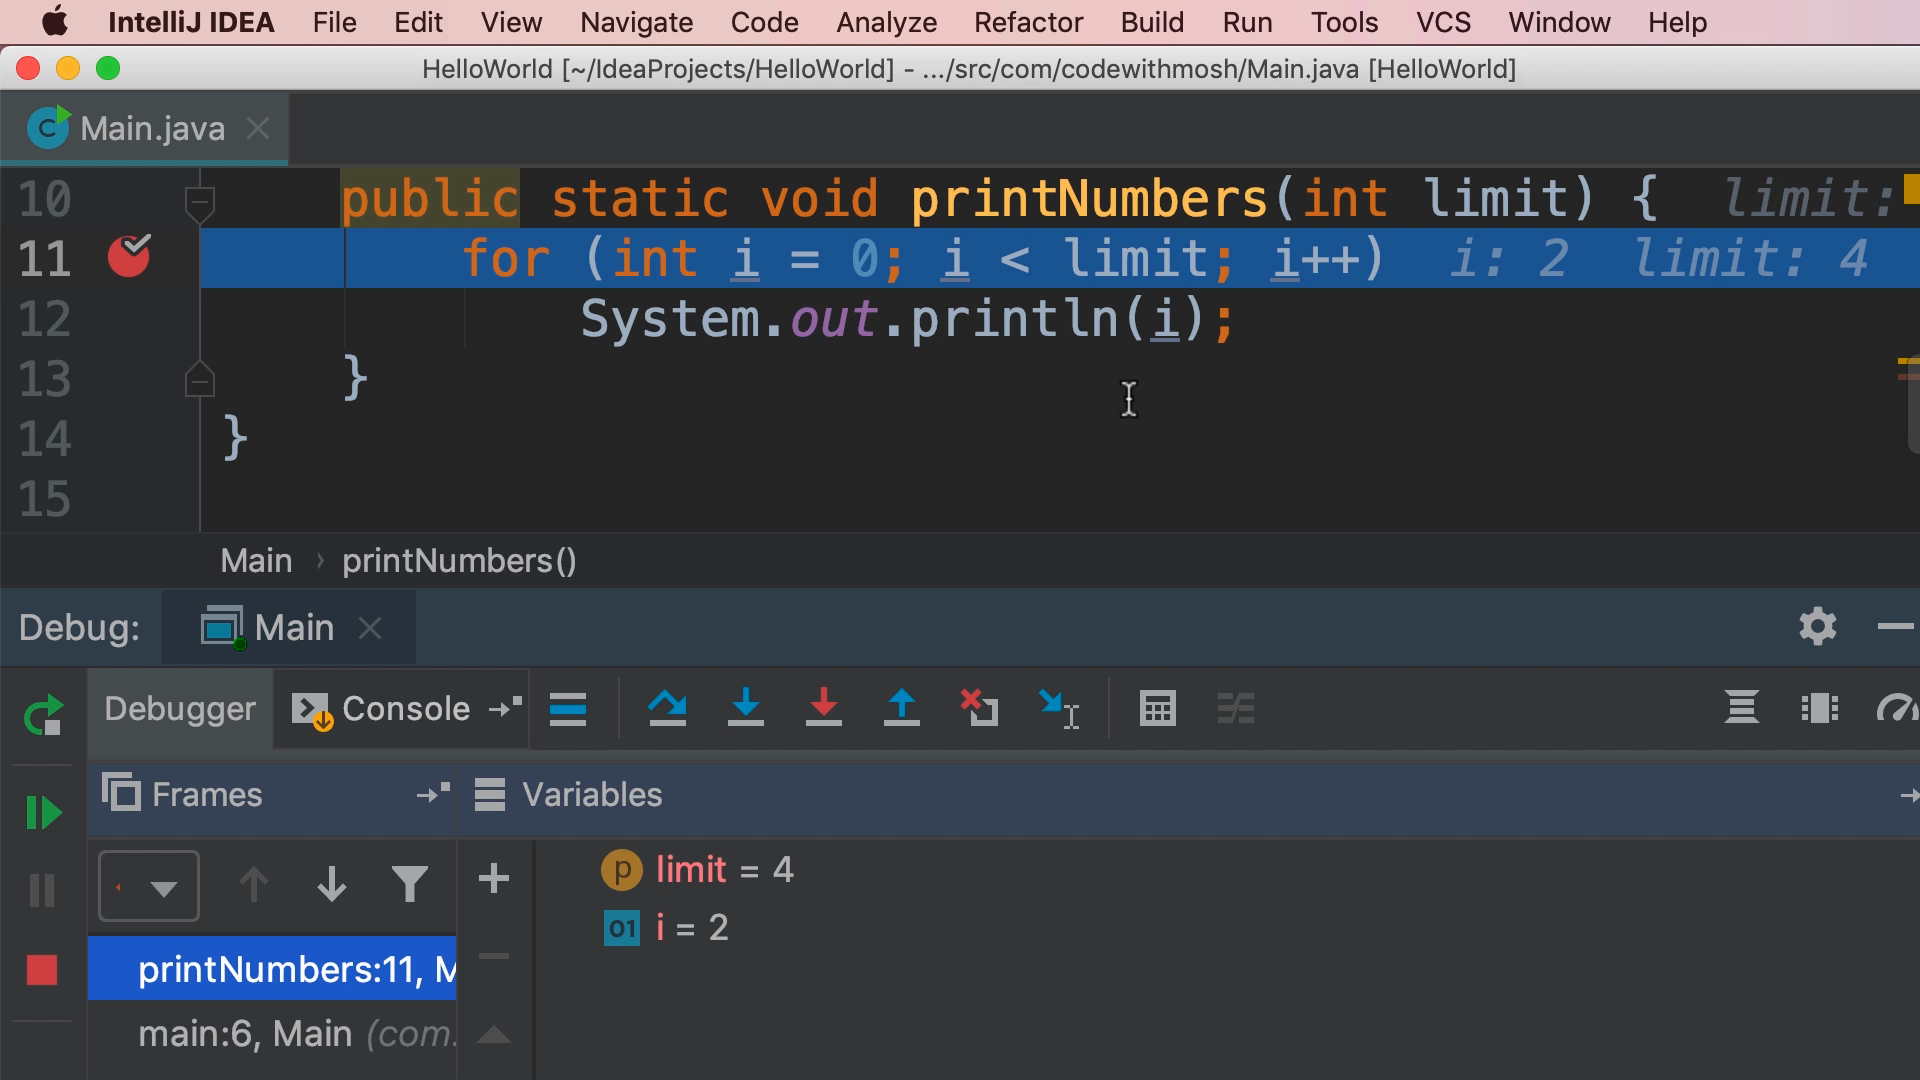 IntelliJ IDEA File Edit View Navigate Code Analyze Refactor Build Run Tools VCS Window Help
HelloWorld [~/IdeaProjects/HelloWorld] - .../src/com/codewithmosh/Main.java [HelloWorld]
C Main.java
10 public static void printNumbers(int limit) { limit:
11 for (int i = 0; i < limit; i++) i: 2 limit: 4
12 System.out.println(i);
13 }
14 }
15
Main › printNumbers()
Debug: Main
Debugger Console
Frames Variables
p limit = 4
01 i = 2
printNumbers:11, M
main:6, Main (com.